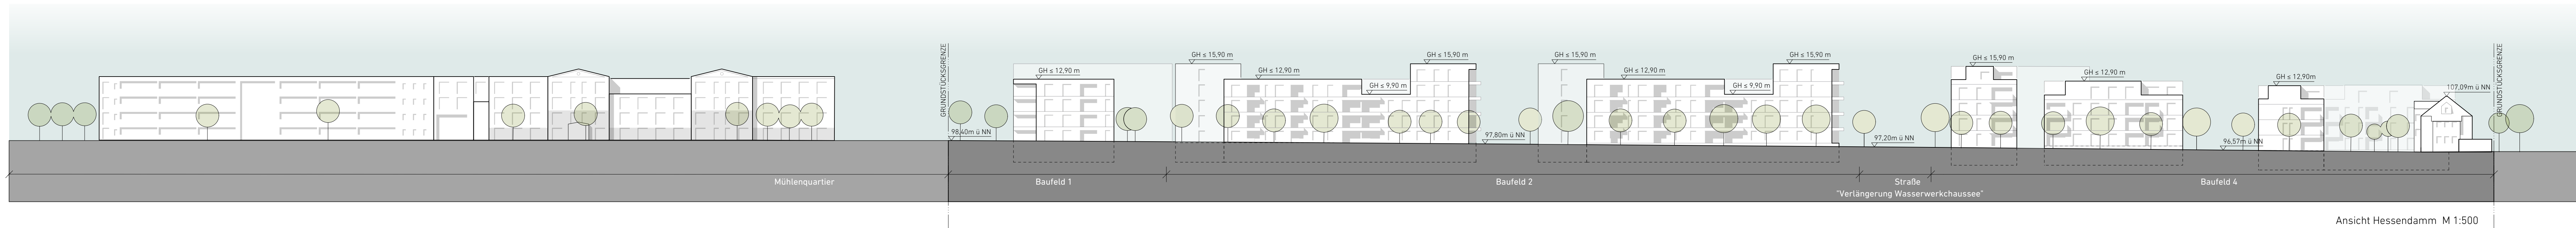 GRUNDSTÜCKSGRENZE
98,40m ü NN
GH ≤ 12,90 m
GH ≤ 15,90 m
GH ≤ 12,90 m
GH ≤ 9,90 m
GH ≤ 15,90 m
97,80m ü NN
GH ≤ 15,90 m
GH ≤ 12,90 m
GH ≤ 9,90 m
GH ≤ 15,90 m
97,20m ü NN
GH ≤ 15,90 m
GH ≤ 12,90 m
96,57m ü NN
GH ≤ 12,90m
107,09m ü NN
GRUNDSTÜCKSGRENZE
Mühlenquartier
Baufeld 1
Baufeld 2
Straße
"Verlängerung Wasserwerkchaussee"
Baufeld 4
Ansicht Hessendamm M 1:500